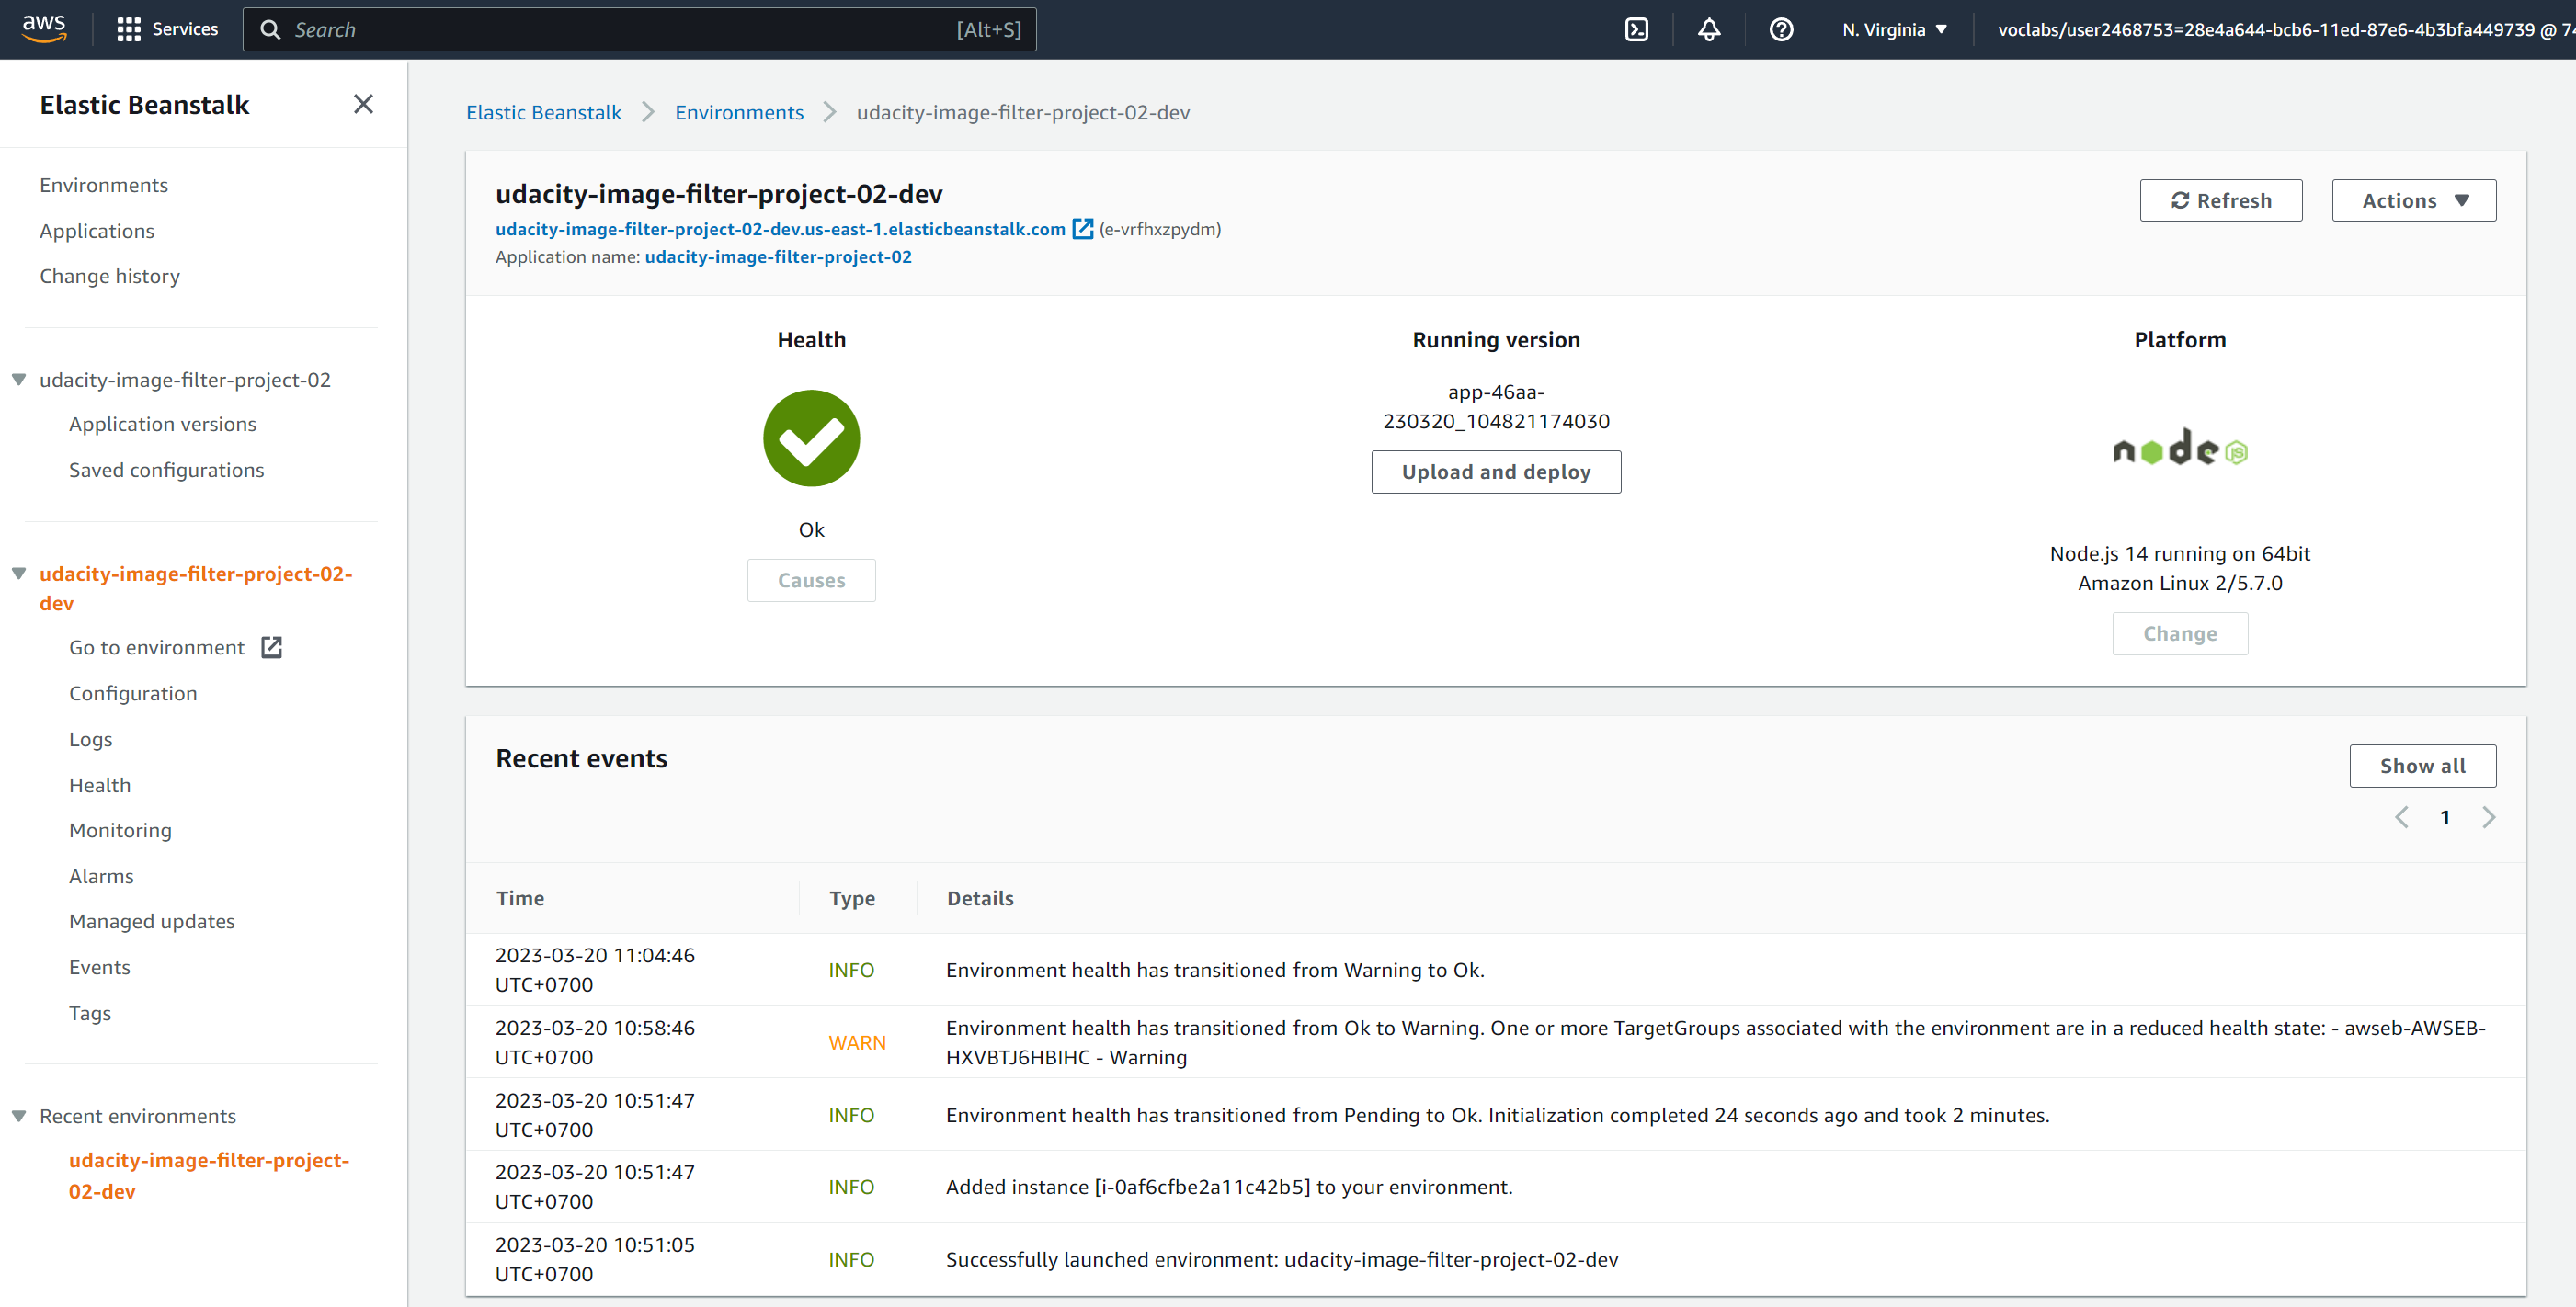 aws
Services
Search
[Alt+S]
N. Virginia
voclabs/user2468753=28e4a644-bcb6-11ed-87e6-4b3bfa449739 @ 74
Elastic Beanstalk
Environments
Applications
Change history
udacity-image-filter-project-02
Application versions
Saved configurations
udacity-image-filter-project-02-
dev
Go to environment
Configuration
Logs
Health
Monitoring
Alarms
Managed updates
Events
Tags
Recent environments
udacity-image-filter-project-
02-dev
Elastic Beanstalk
Environments
udacity-image-filter-project-02-dev
udacity-image-filter-project-02-dev
udacity-image-filter-project-02-dev.us-east-1.elasticbeanstalk.com (e-vrfhxzpydm)
Application name: udacity-image-filter-project-02
Refresh
Actions
Health
Ok
Causes
Running version
app-46aa-
230320_104821174030
Upload and deploy
Platform
node JS
Node.js 14 running on 64bit
Amazon Linux 2/5.7.0
Change
Recent events
Show all
1
Time
Type
Details
2023-03-20 11:04:46
UTC+0700
INFO
Environment health has transitioned from Warning to Ok.
2023-03-20 10:58:46
UTC+0700
WARN
Environment health has transitioned from Ok to Warning. One or more TargetGroups associated with the environment are in a reduced health state: - awseb-AWSEB-
HXVBTJ6HBIHC - Warning
2023-03-20 10:51:47
UTC+0700
INFO
Environment health has transitioned from Pending to Ok. Initialization completed 24 seconds ago and took 2 minutes.
2023-03-20 10:51:47
UTC+0700
INFO
Added instance [i-0af6cfbe2a11c42b5] to your environment.
2023-03-20 10:51:05
UTC+0700
INFO
Successfully launched environment: udacity-image-filter-project-02-dev